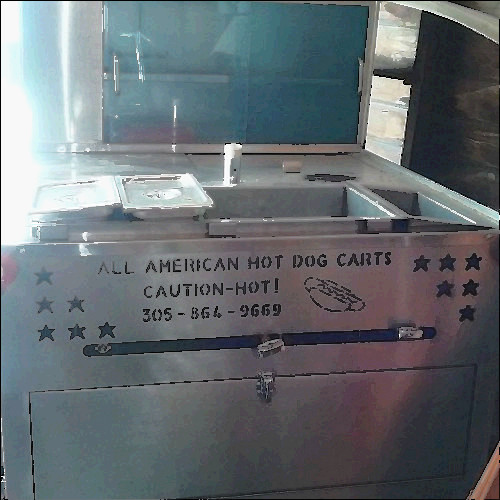 ALL AMERICAN HOT DOG CARTS
CAUTION-HOT!
305-864-9669